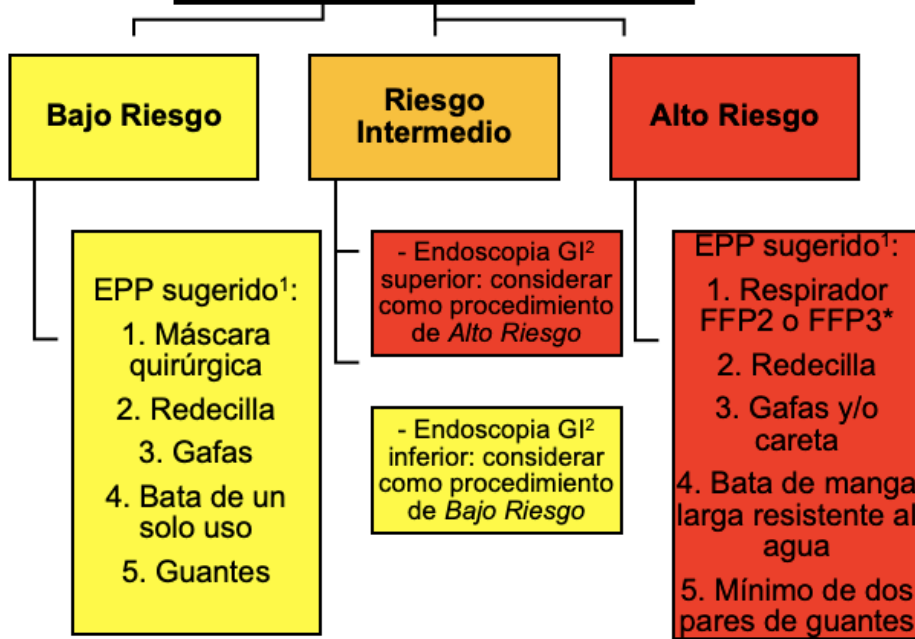 Bajo Riesgo
Riesgo
Intermedio
Alto Riesgo
EPP sugerido¹:
1. Máscara
quirúrgica
2. Redecilla
3. Gafas
4. Bata de un
solo uso
5. Guantes
- Endoscopia GI²
superior: considerar
como procedimiento
de Alto Riesgo
- Endoscopia GI²
inferior: considerar
como procedimiento
de Bajo Riesgo
EPP sugerido¹:
1. Respirador
FFP2 o FFP3*
2. Redecilla
3. Gafas y/o
careta
4. Bata de manga
larga resistente al
agua
5. Mínimo de dos
pares de guantes